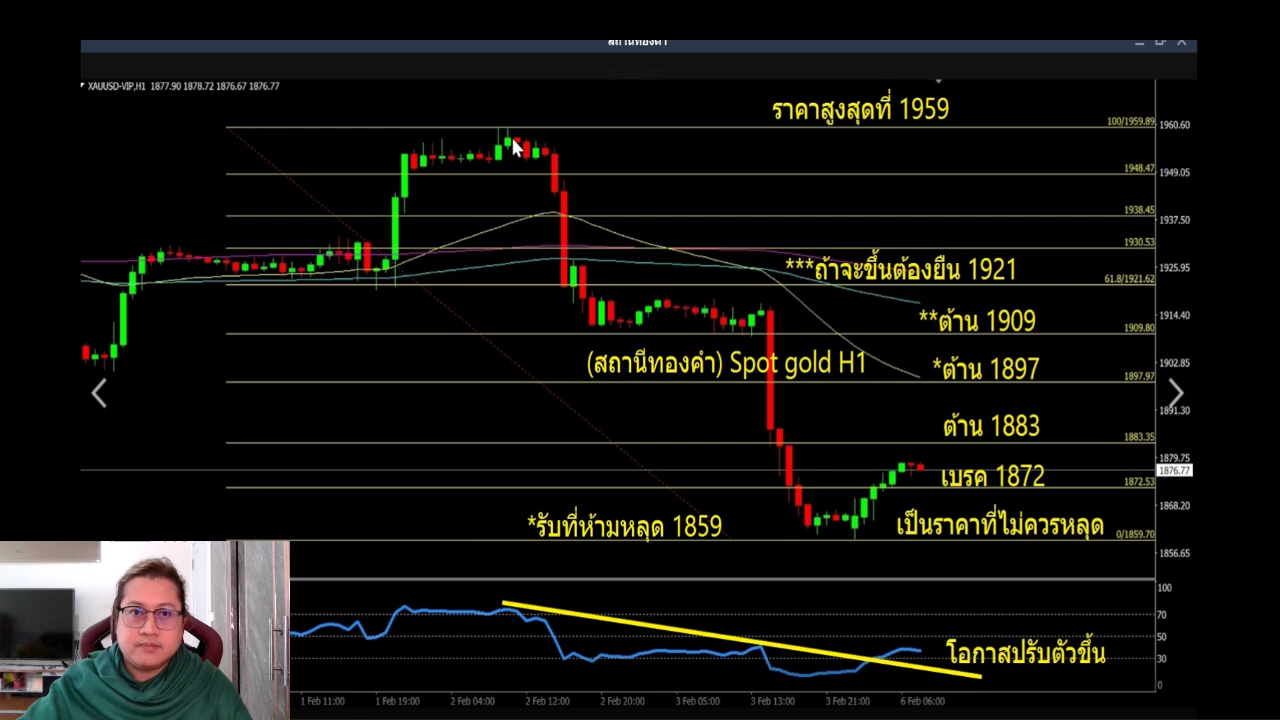 สถานีทองคำ
XAUUSD-VIP,H1 1877.90 1878.72 1876.67 1876.77
ราคาสูงสุดที่ 1959
100/1959.89
1960.60
1948.47
1949.05
1938.45
1937.50
1930.53
***ถ้าจะขึ้นต้องยืน 1921
1925.95
61.8/1921.62
**ต้าน 1909
1914.40
1909.80
(สถานีทองคำ) Spot gold H1
*ต้าน 1897
1902.85
1897.97
1891.30
ต้าน 1883
1883.35
1879.75
1876.77
เบรค 1872
1872.53
1868.20
*รับที่ห้ามหลุด 1859
เป็นราคาที่ไม่ควรหลุด
0/1859.70
1856.65
100
70
50
โอกาสปรับตัวขึ้น
30
0
1 Feb 11:00 1 Feb 19:00 2 Feb 04:00 2 Feb 12:00 2 Feb 20:00 3 Feb 05:00 3 Feb 13:00 3 Feb 21:00 6 Feb 06:00